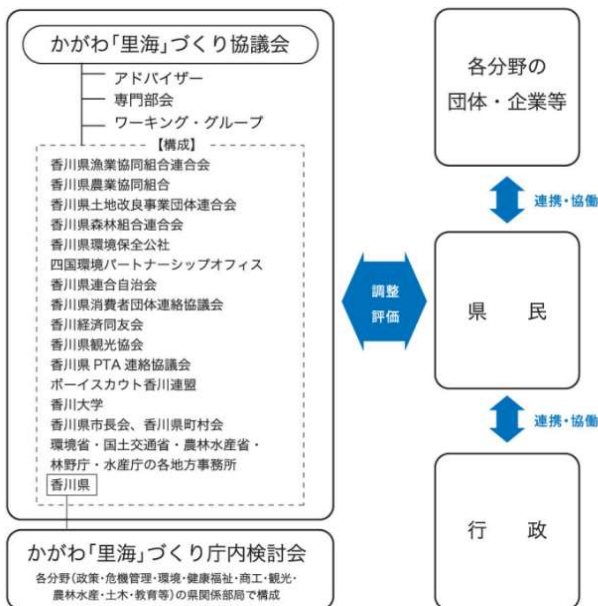 かがわ「里海」づくり協議会
アドバイザー
専門部会
ワーキング・グループ
【構成】
香川県漁業協同組合連合会
香川県農業協同組合
香川県土地改良事業団体連合会
香川県森林組合連合会
香川県環境保全公社
四国環境パートナーシップオフィス
香川県連合自治会
香川県消費者団体連絡協議会
香川経済同友会
香川県観光協会
香川県 PTA 連絡協議会
ボーイスカウト香川連盟
香川大学
香川県市長会、香川県町村会
環境省・国土交通省・農林水産省・
林野庁・水産庁の各地方事務所
香川県
かがわ「里海」づくり庁内検討会
各分野(政策・危機管理・環境・健康福祉・商工・観光・
農林水産・土木・教育等)の県関係部局で構成
調整
評価
各分野の
団体・企業等
連携・協働
県　民
連携・協働
行　政